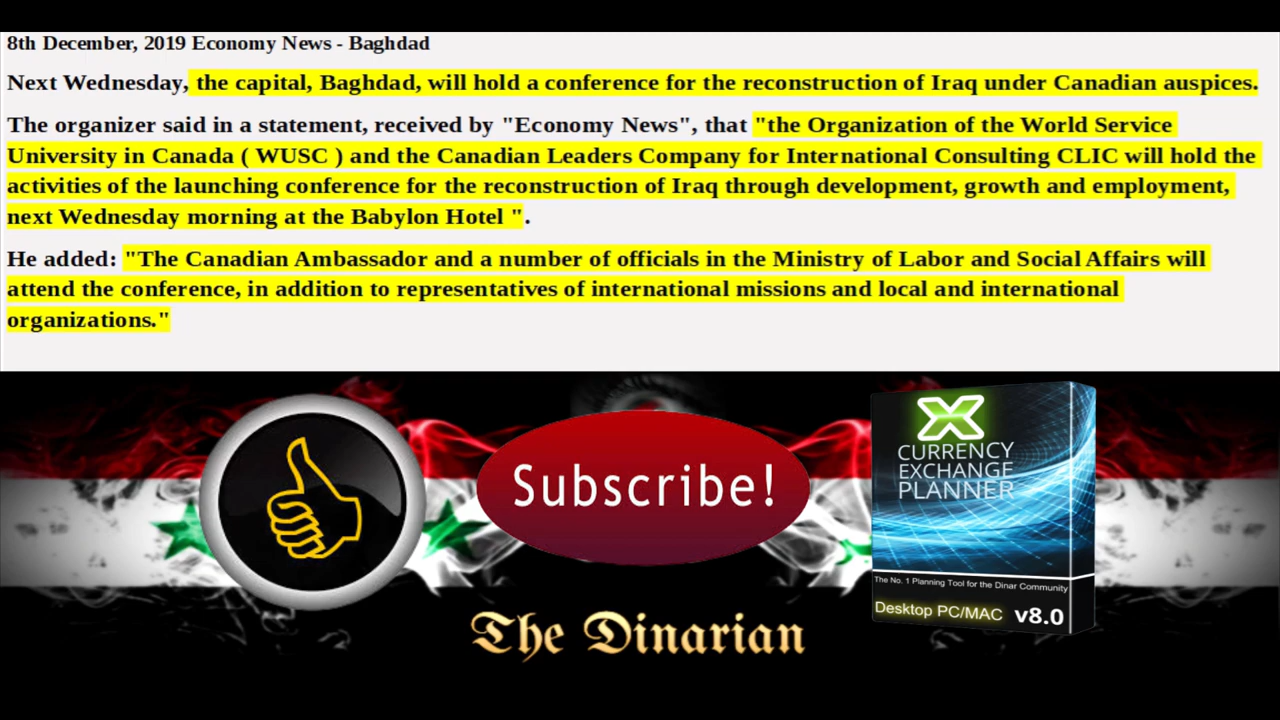 8th December, 2019 Economy News - Baghdad
Next Wednesday, the capital, Baghdad, will hold a conference for the reconstruction of Iraq under Canadian auspices.
The organizer said in a statement, received by "Economy News", that "the Organization of the World Service
University in Canada ( WUSC ) and the Canadian Leaders Company for International Consulting CLIC will hold the
activities of the launching conference for the reconstruction of Iraq through development, growth and employment,
next Wednesday morning at the Babylon Hotel ".
He added: "The Canadian Ambassador and a number of officials in the Ministry of Labor and Social Affairs will
attend the conference, in addition to representatives of international missions and local and international
organizations."
Subscribe!
X
CURRENCY
EXCHANGE
PLANNER
The No. 1 Planning Tool for the Dinar Community
Desktop PC/MAC v8.0
The Dinarian